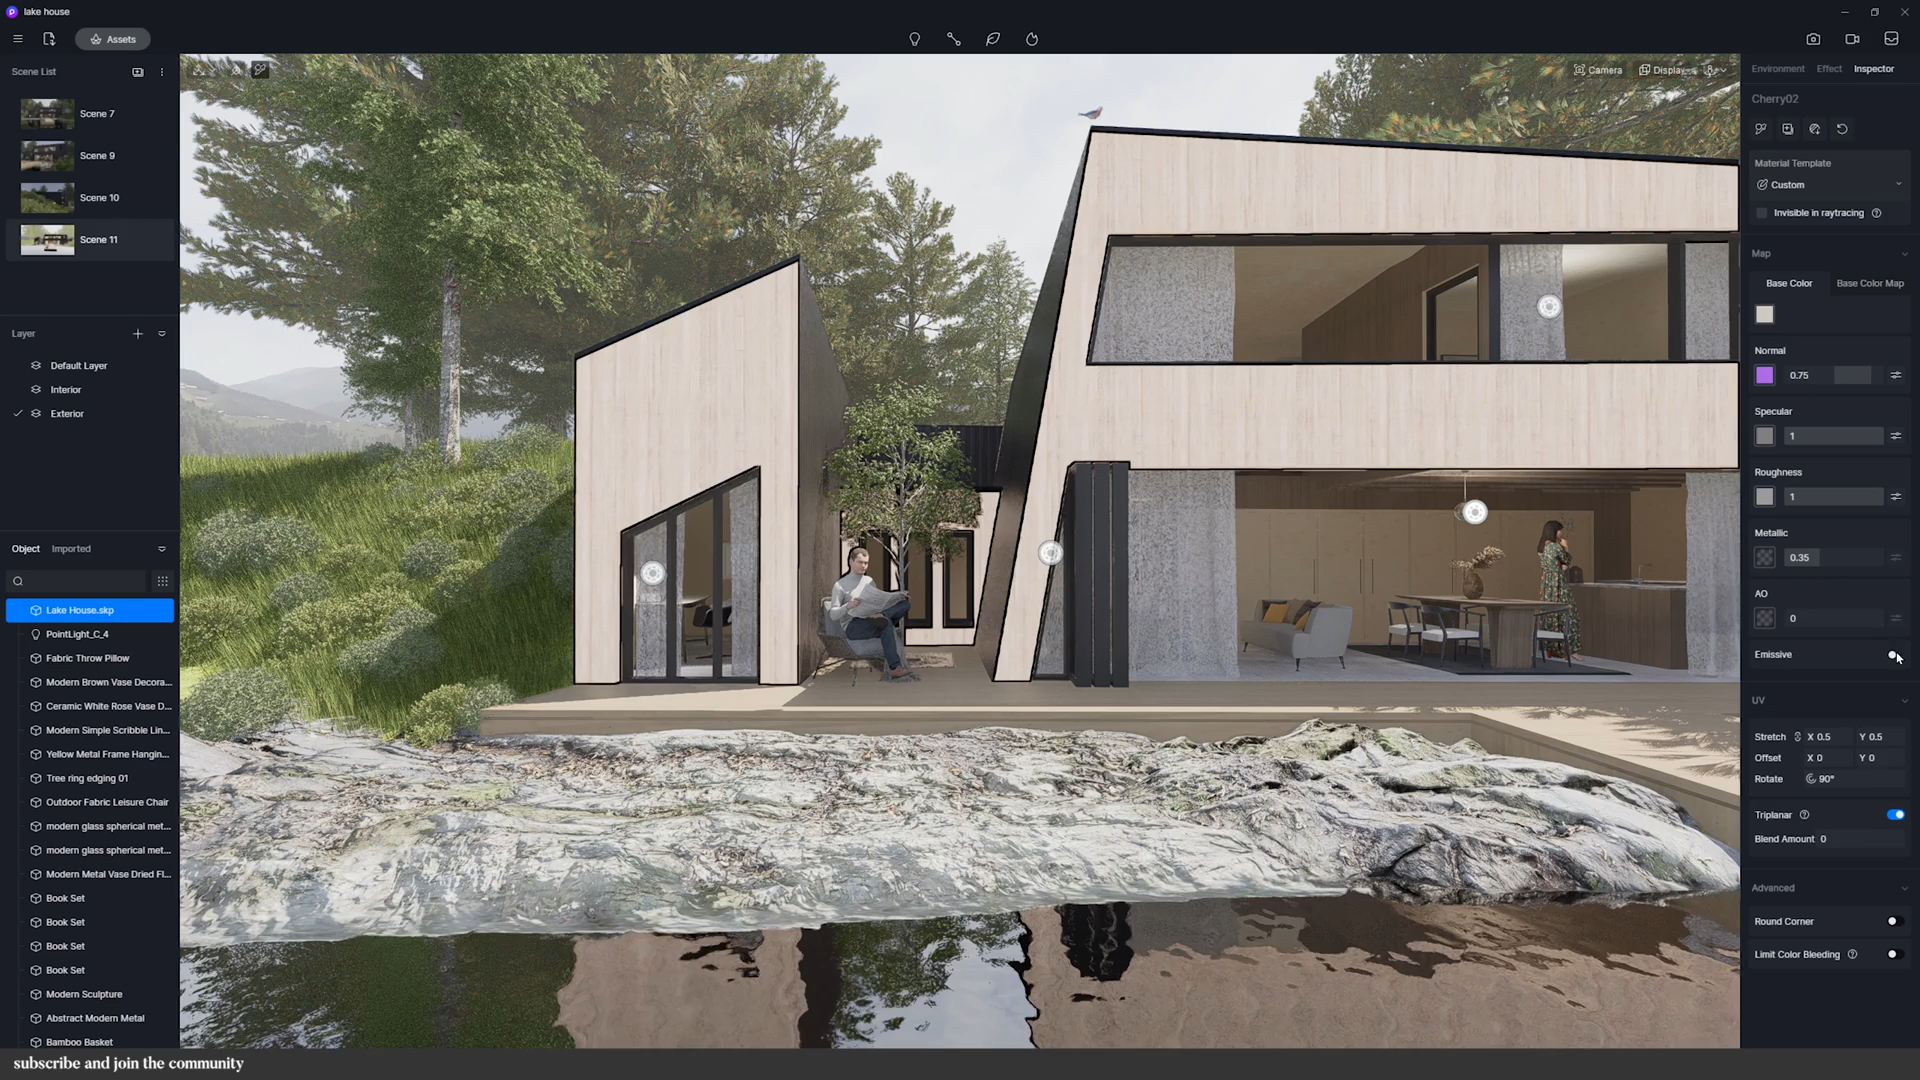 lake house
Assets
Scene List
Scene 7
Scene 9
Scene 10
Scene 11
Layer
Default Layer
Interior
Exterior
Object Imported
Lake House.skp
PointLight_C_4
Fabric Throw Pillow
Modern Brown Vase Decora...
Ceramic White Rose Vase D...
Modern Simple Scribble Lin...
Yellow Metal Frame Hangin...
Tree ring edging 01
Outdoor Fabric Leisure Chair
modern glass spherical met...
modern glass spherical met...
Modern Metal Vase Dried Fl...
Book Set
Book Set
Book Set
Book Set
Modern Sculpture
Abstract Modern Metal
Bamboo Basket
Camera Display
Environment Effect Inspector
Cherry02
Material Template
Custom
Invisible in raytracing
Map
Base Color Base Color Map
Normal
0.75
Specular
1
Roughness
1
Metallic
0.35
AO
0
Emissive
UV
Stretch X 0.5 Y 0.5
Offset X 0 Y 0
Rotate 90°
Triplanar
Blend Amount 0
Advanced
Round Corner
Limit Color Bleeding
subscribe and join the community